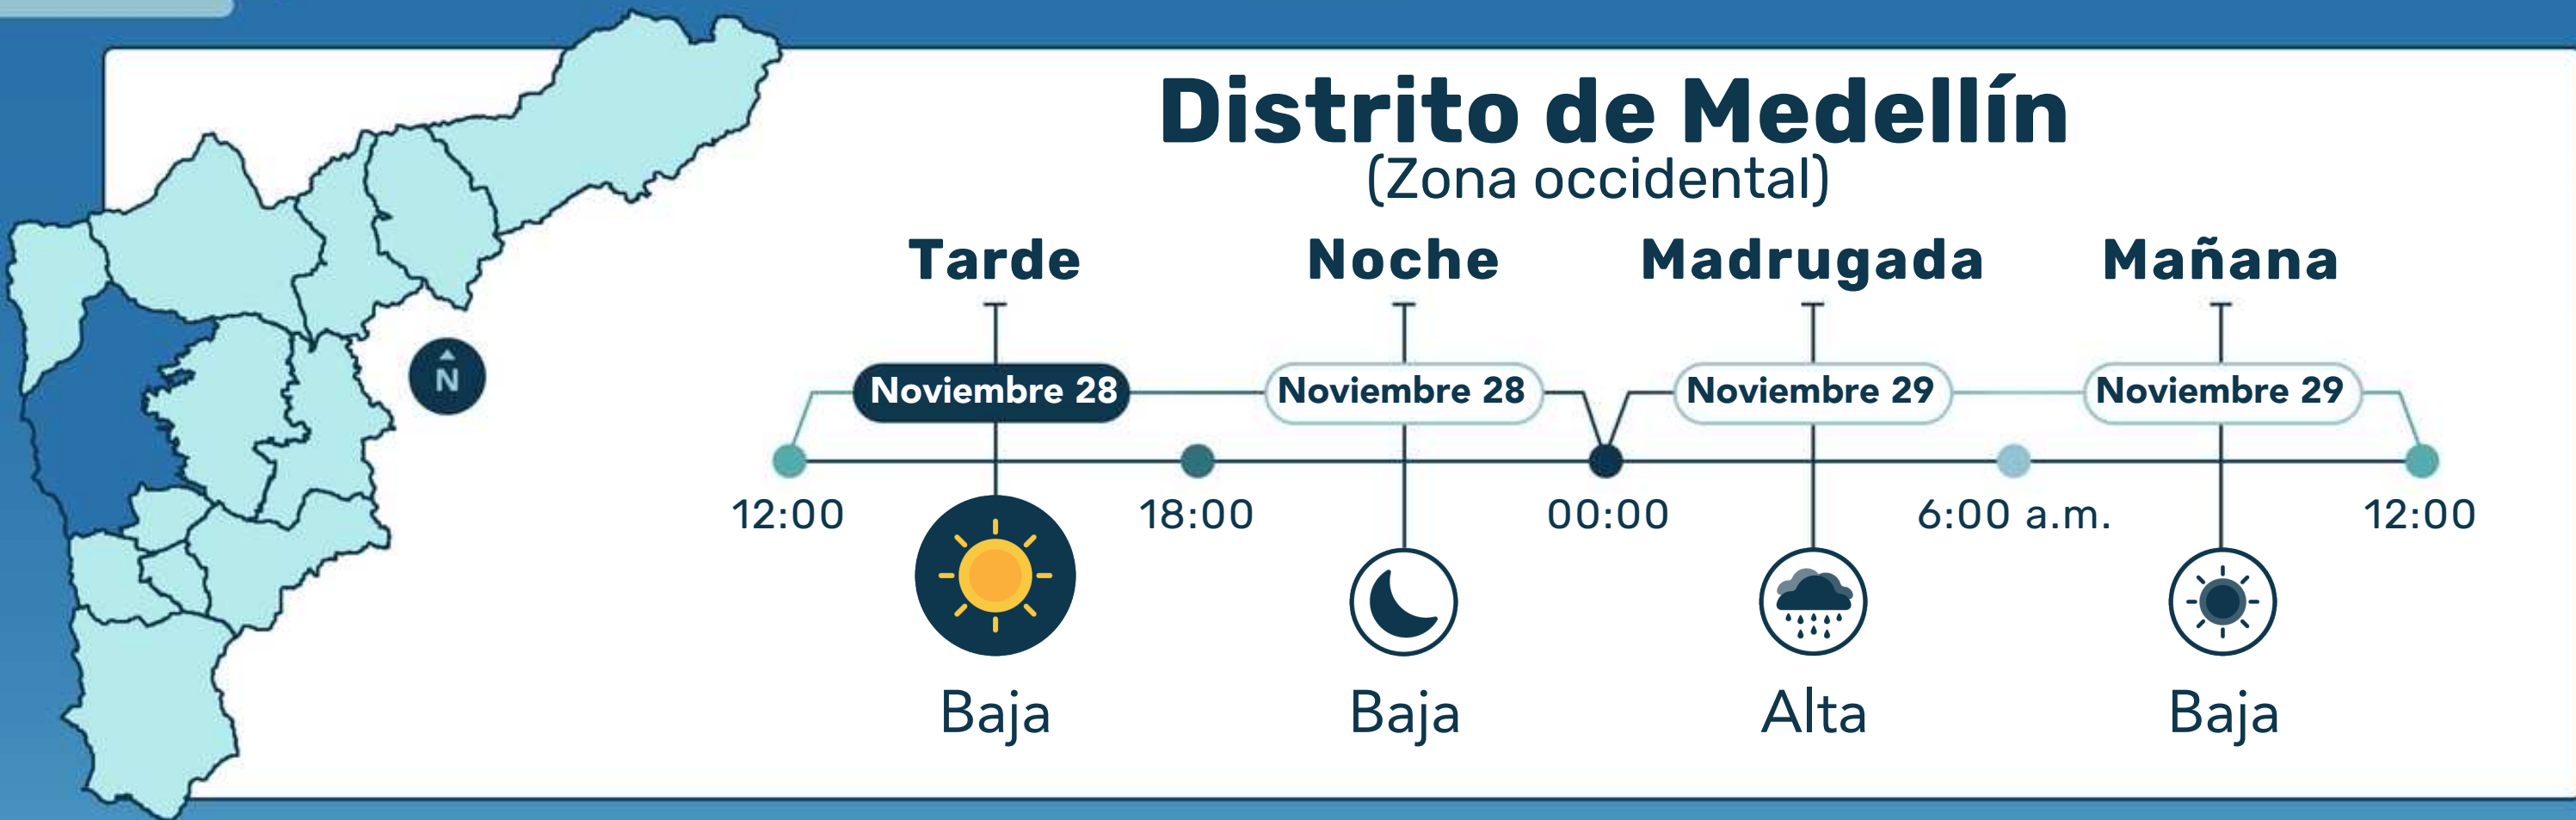 Distrito de Medellín
(Zona occidental)
Tarde Noche Madrugada Mañana
Noviembre 28 Noviembre 28 Noviembre 29 Noviembre 29
N
12:00 18:00 00:00 6:00 a.m. 12:00
Baja Baja Alta Baja